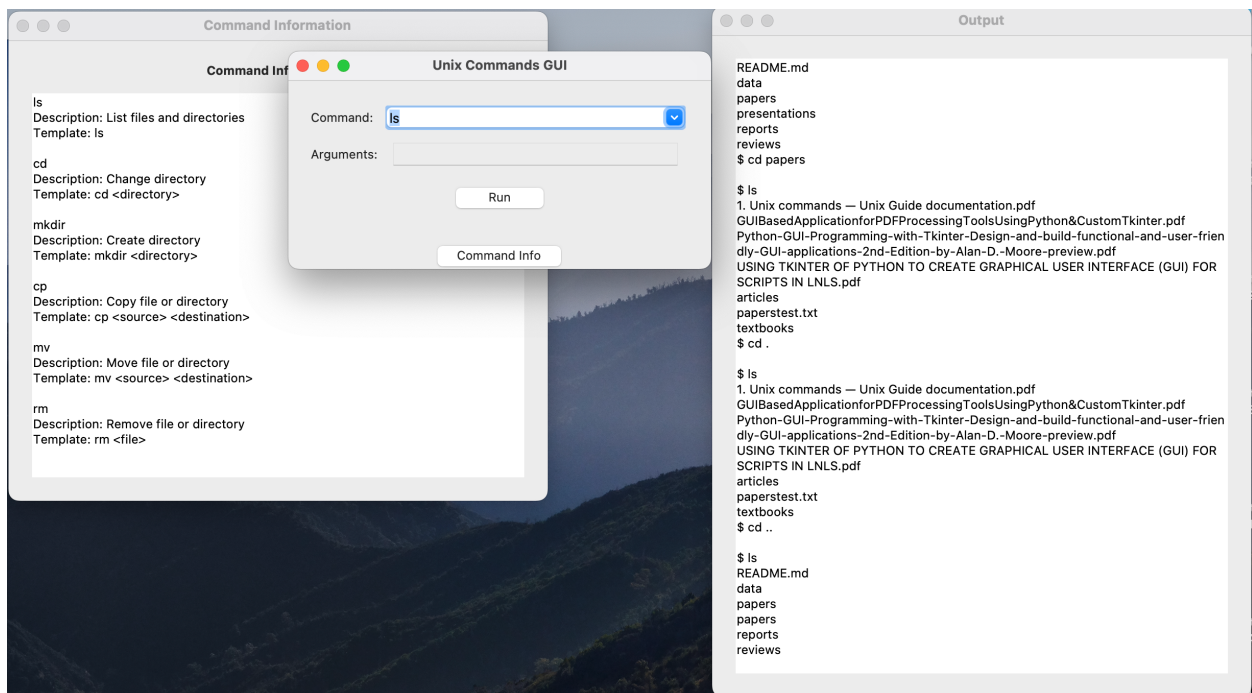 Command Information
Command Inf
ls
Description: List files and directories
Template: ls
cd
Description: Change directory
Template: cd <directory>
mkdir
Description: Create directory
Template: mkdir <directory>
cp
Description: Copy file or directory
Template: cp <source> <destination>
mv
Description: Move file or directory
Template: mv <source> <destination>
rm
Description: Remove file or directory
Template: rm <file>
Unix Commands GUI
Command: ls
Arguments:
Run
Command Info
Output
README.md
data
papers
presentations
reports
reviews
$ cd papers
$ ls
1. Unix commands — Unix Guide documentation.pdf
GUIBasedApplicationforPDFProcessingToolsUsingPython&CustomTkinter.pdf
Python-GUI-Programming-with-Tkinter-Design-and-build-functional-and-user-frien
dly-GUI-applications-2nd-Edition-by-Alan-D.-Moore-preview.pdf
USING TKINTER OF PYTHON TO CREATE GRAPHICAL USER INTERFACE (GUI) FOR
SCRIPTS IN LNLS.pdf
articles
paperstest.txt
textbooks
$ cd .
$ ls
1. Unix commands — Unix Guide documentation.pdf
GUIBasedApplicationforPDFProcessingToolsUsingPython&CustomTkinter.pdf
Python-GUI-Programming-with-Tkinter-Design-and-build-functional-and-user-frien
dly-GUI-applications-2nd-Edition-by-Alan-D.-Moore-preview.pdf
USING TKINTER OF PYTHON TO CREATE GRAPHICAL USER INTERFACE (GUI) FOR
SCRIPTS IN LNLS.pdf
articles
paperstest.txt
textbooks
$ cd ..
$ ls
README.md
data
papers
papers
reports
reviews